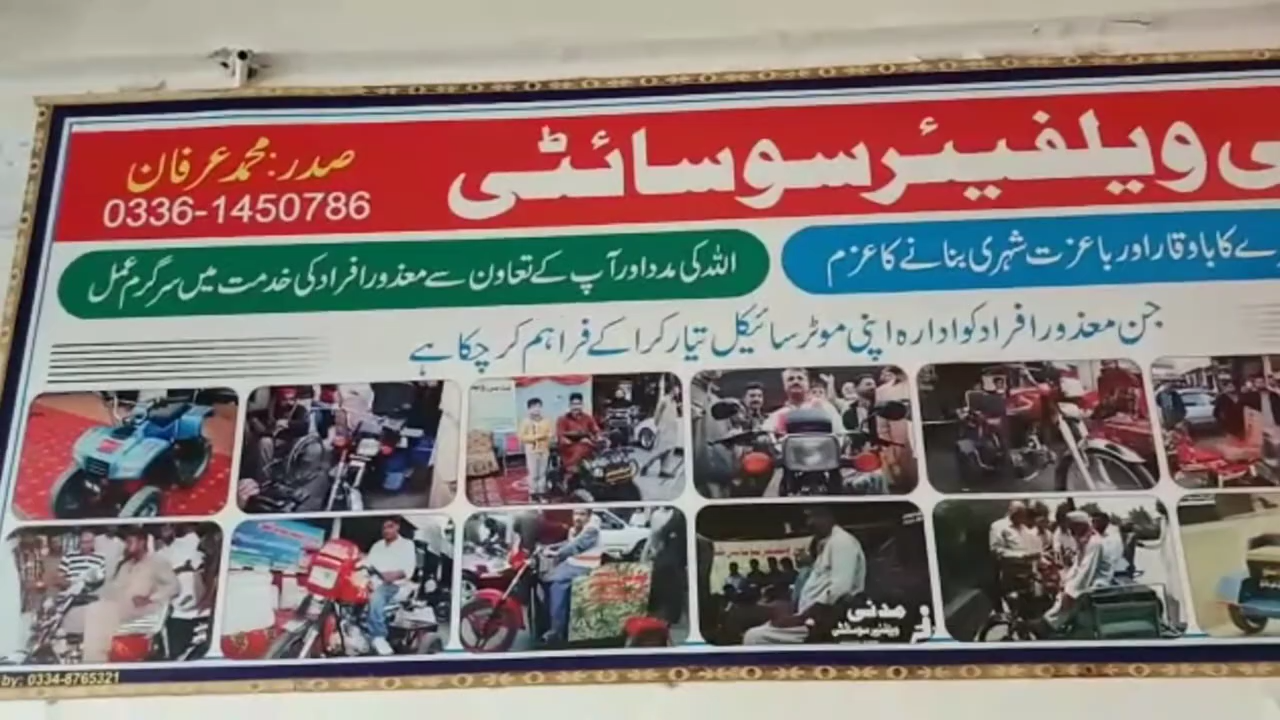 ی ویلفیئر سوسائٹی
صدر: محمد عرفان
0336-1450786
ے کا باوقار اور باعزت شہری بنانے کا عزم
اللہ کی مدد اور آپ کے تعاون سے معذور افراد کی خدمت میں سرگرم عمل
جن معذور افراد کو ادارہ اپنی موٹر سائیکل تیار کرا کے فراہم کر چکا ہے
مدنی
ویلفیئر سوسائٹی
by: 0334-8765321